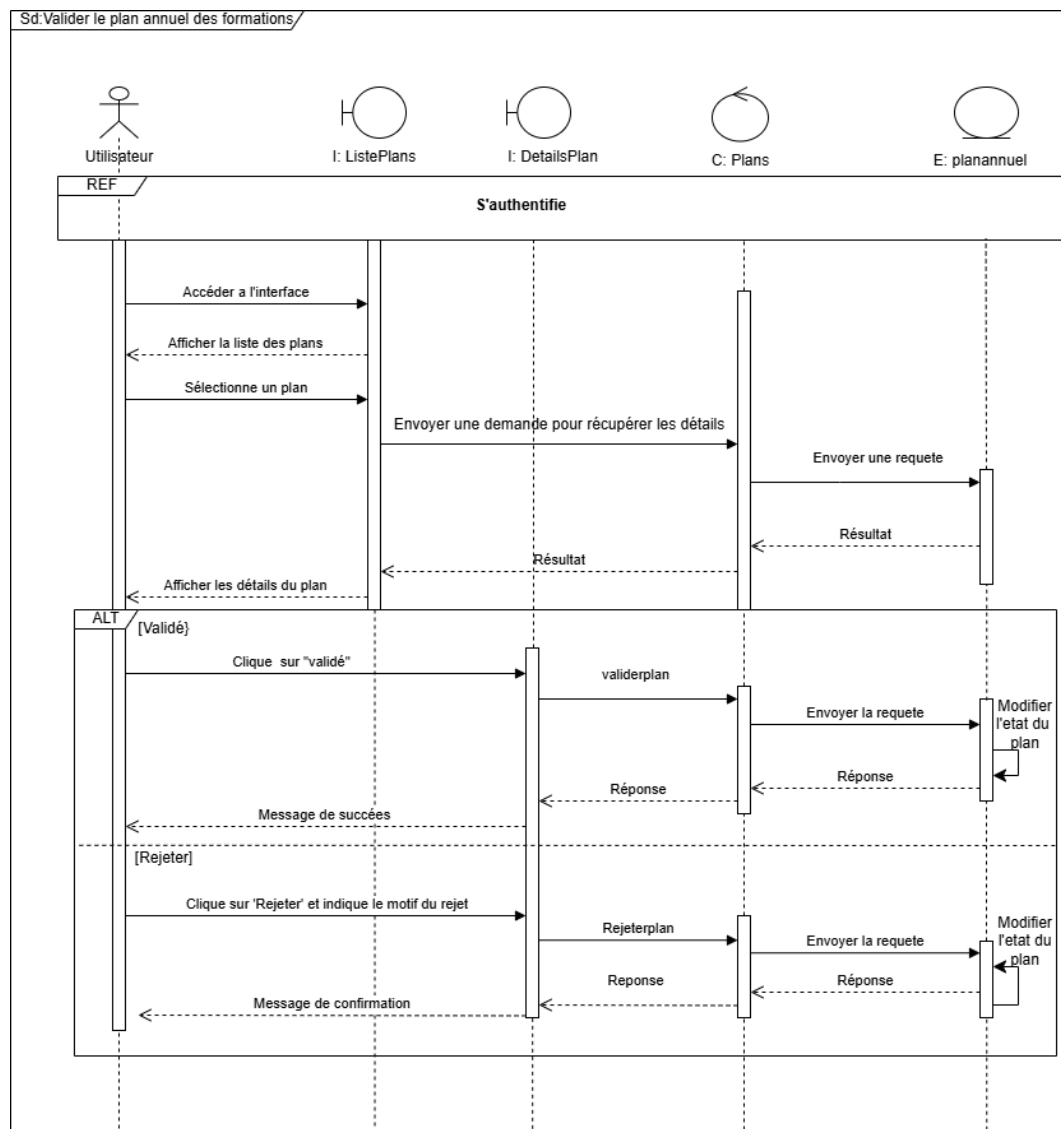 Sd:Valider le plan annuel des formations
Utilisateur
I: ListePlans
I: DetailsPlan
C: Plans
E: planannuel
REF
S'authentifie
Accéder a l'interface
Afficher la liste des plans
Sélectionne un plan
Envoyer une demande pour récupérer les détails
Envoyer une requete
Résultat
Résultat
Afficher les détails du plan
ALT
[Validé}
Clique sur "validé"
validerplan
Envoyer la requete
Modifier
l'etat du
plan
Réponse
Réponse
Message de succées
[Rejeter]
Clique sur 'Rejeter' et indique le motif du rejet
Rejeterplan
Envoyer la requete
Modifier
l'etat du
plan
Réponse
Reponse
Message de confirmation